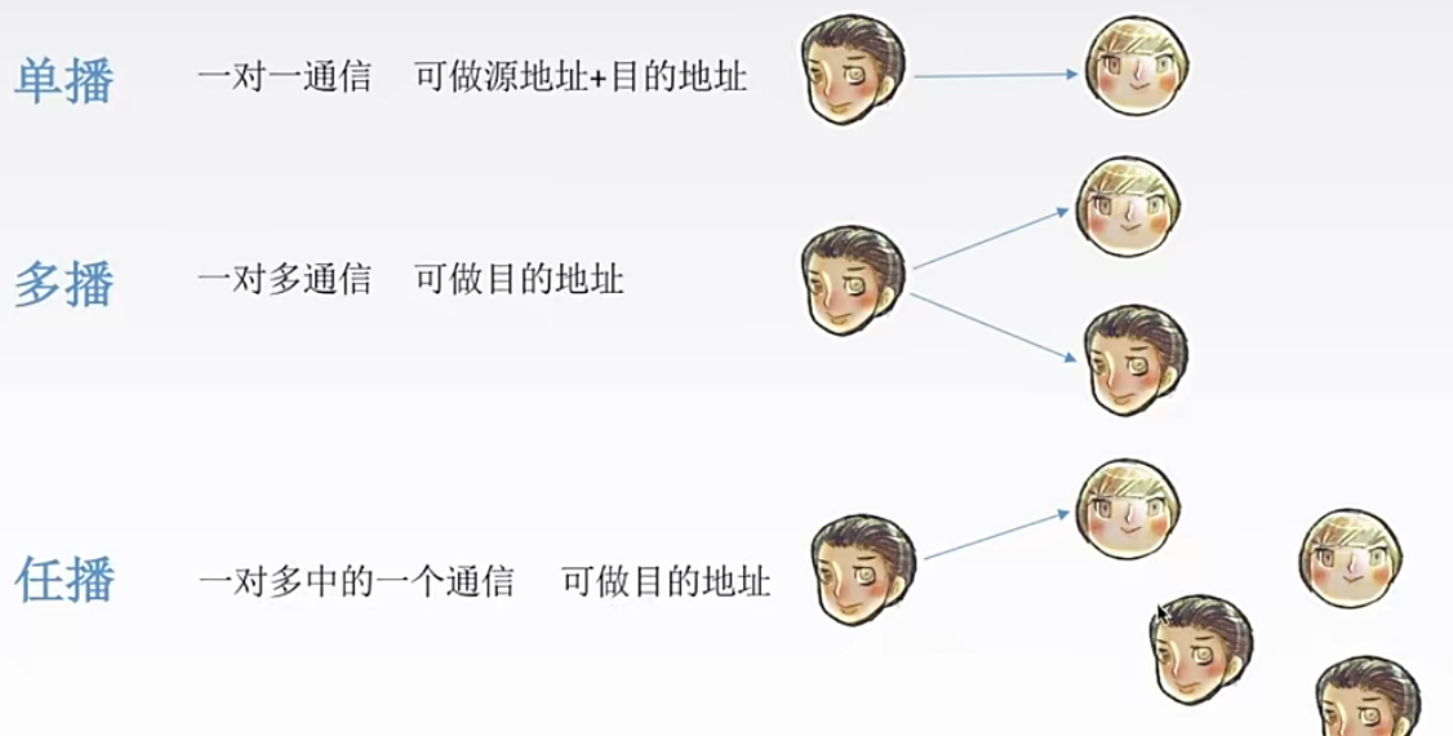 单播 一对一通信 可做源地址+目的地址
多播 一对多通信 可做目的地址
任播 一对多中的一个通信 可做目的地址